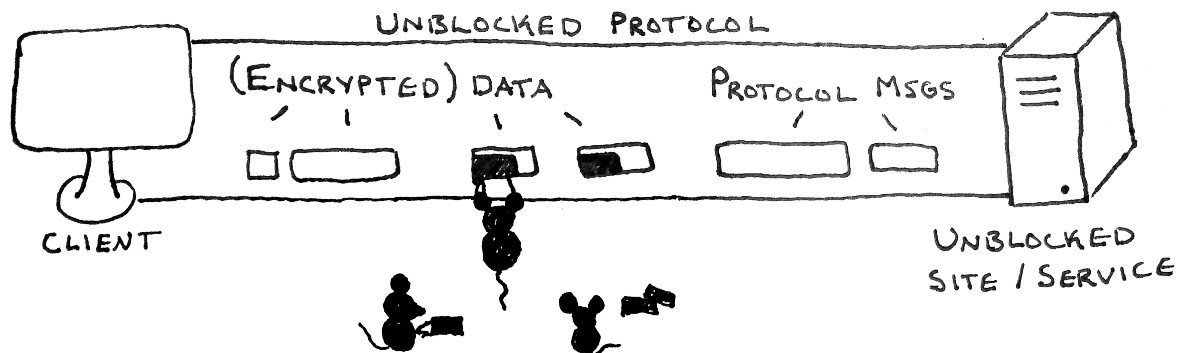 UNBLOCKED PROTOCOL
(ENCRYPTED) DATA
PROTOCOL MSGS
CLIENT
UNBLOCKED
SITE / SERVICE